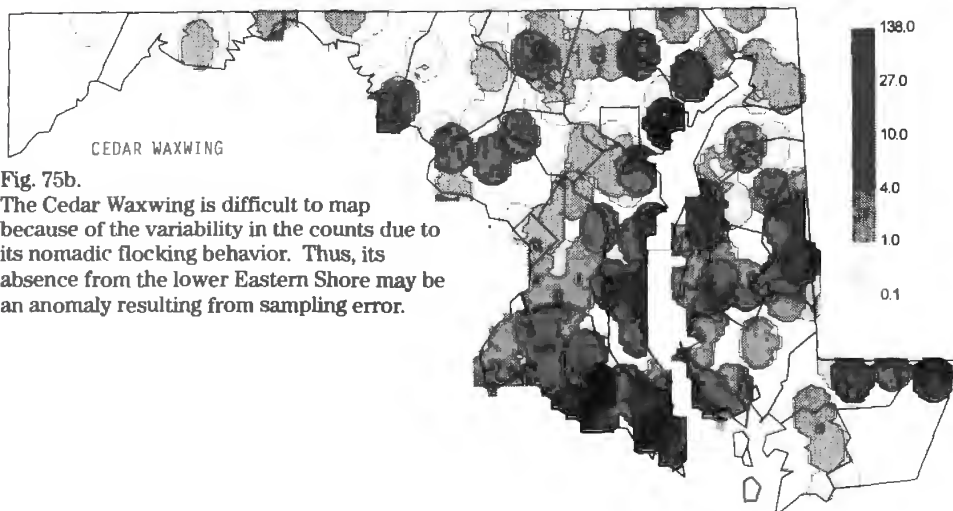 CEDAR WAXWING
Fig. 75b.
The Cedar Waxwing is difficult to map
because of the variability in the counts due to
its nomadic flocking behavior. Thus, its
absence from the lower Eastern Shore may be
an anomaly resulting from sampling error.
138.0
27.0
10.0
4.0
1.0
0.1